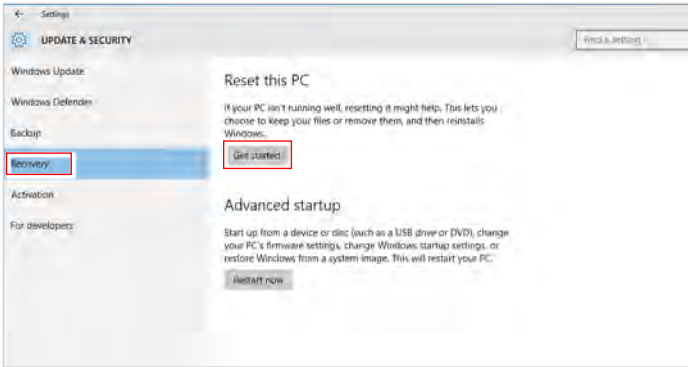 Settings
UPDATE & SECURITY
Find a setting
Windows Update
Windows Defender
Backup
Recovery
Activation
For developers
Reset this PC
If your PC isn't running well, resetting it might help. This lets you
choose to keep your files or remove them, and then reinstalls
Windows.
Get started
Advanced startup
Start up from a device or disc (such as a USB drive or DVD), change
your PC's firmware settings, change Windows startup settings, or
restore Windows from a system image. This will restart your PC.
Restart now